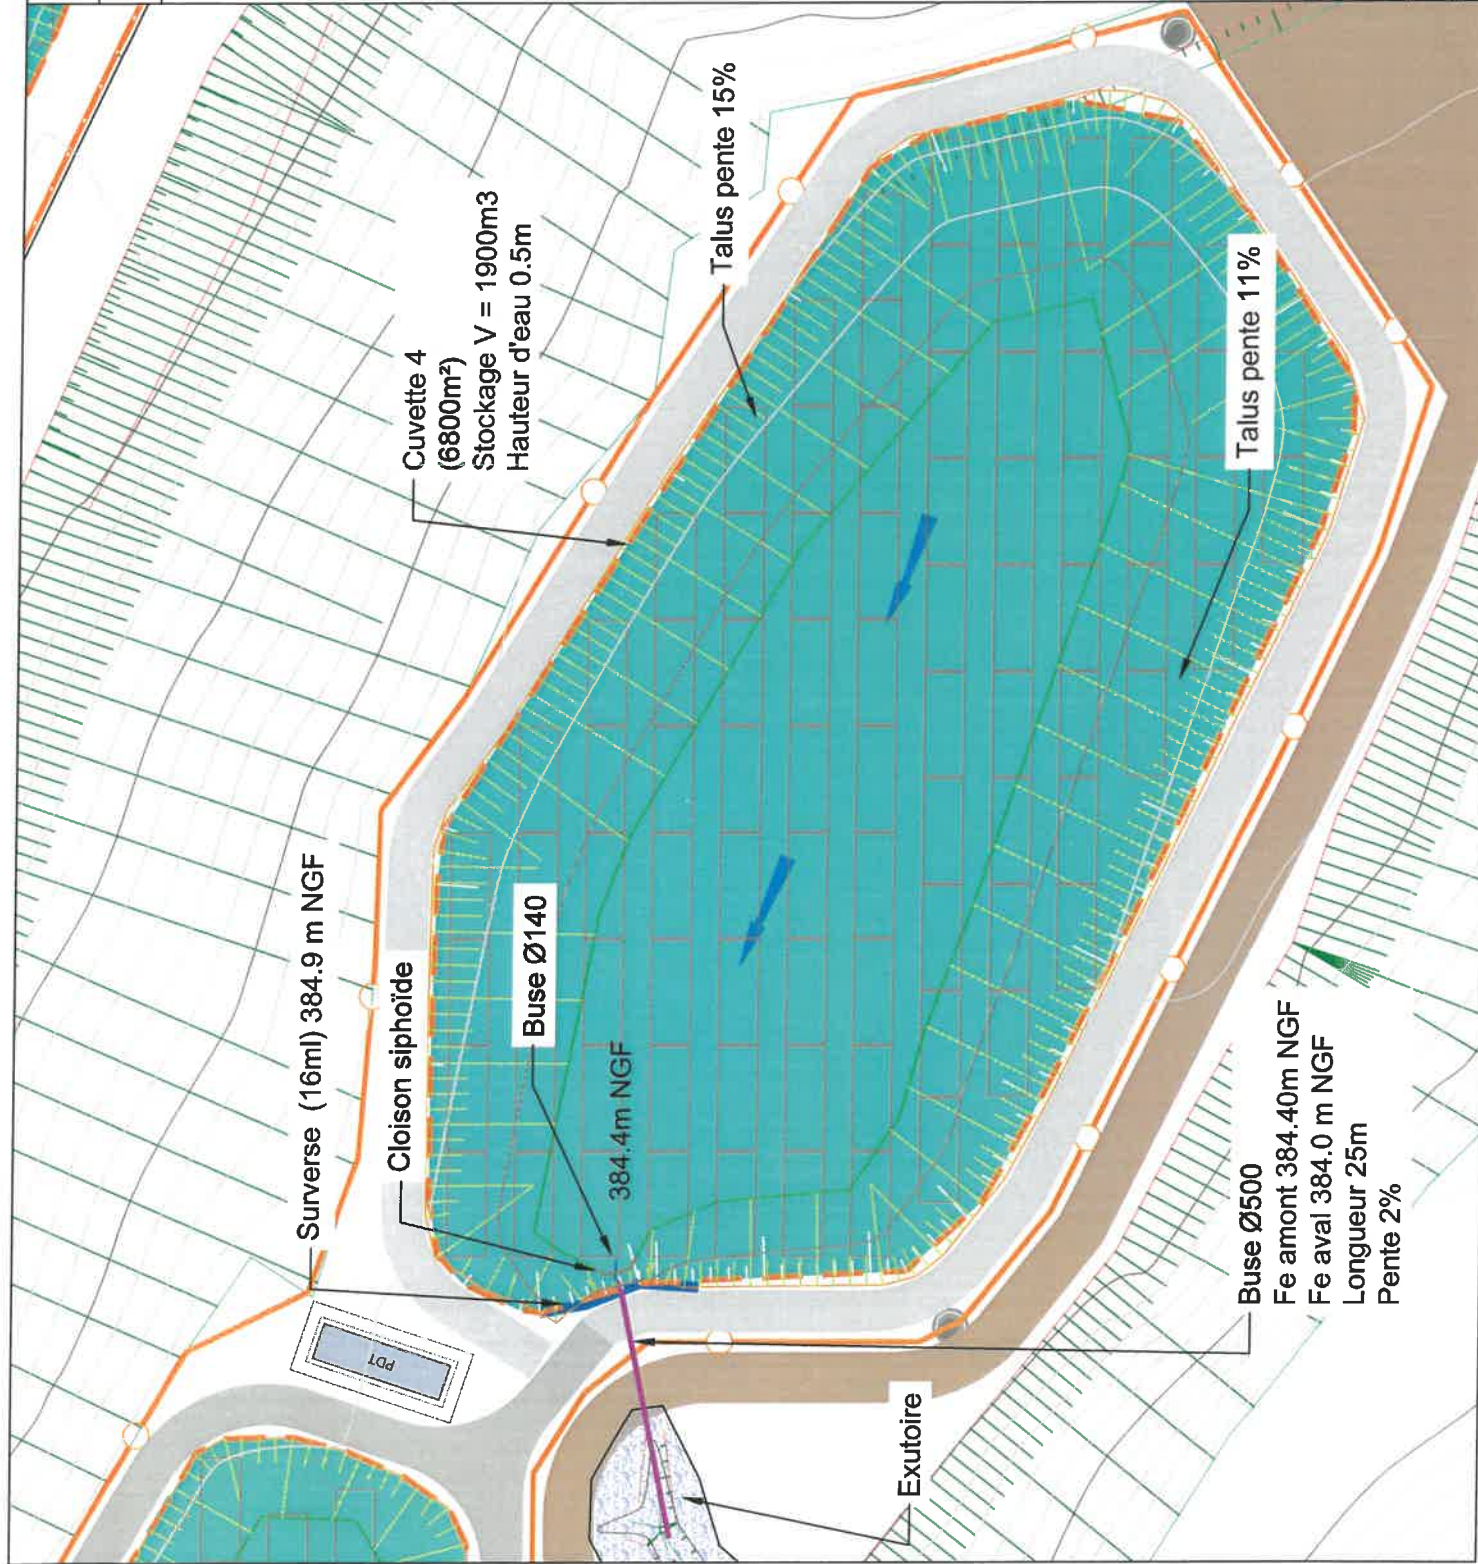 Cuvette 4
(6800m²)
Stockage V = 1900m3
Hauteur d'eau 0.5m
Talus pente 15%
Talus pente 11%
Surverse (16ml) 384.9 m NGF
Cloison siphoïde
Buse Ø140
384.4m NGF
PDT
Buse Ø500
Fe amont 384.40m NGF
Fe aval 384.0 m NGF
Longueur 25m
Pente 2%
Exutoire